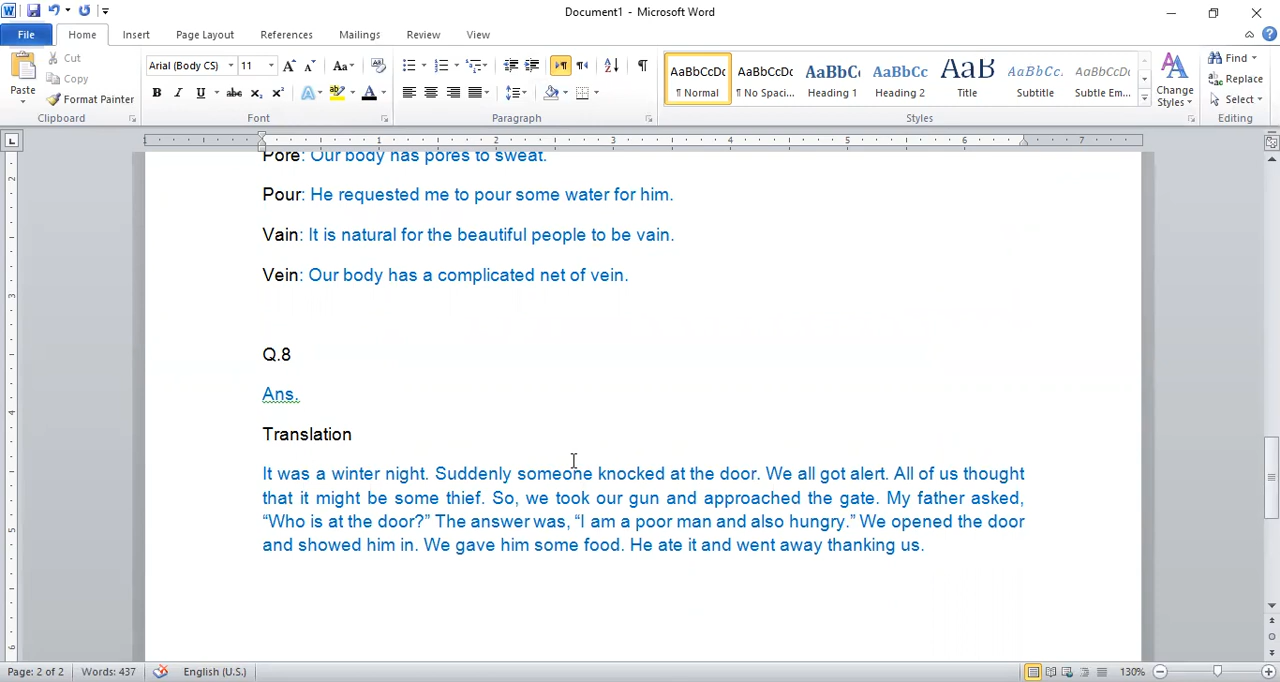 Document1 - Microsoft Word
File Home Insert Page Layout References Mailings Review View
Cut
Copy
Format Painter
Paste
Clipboard
Arial (Body CS) 11
Font
Paragraph
AaBbCcDc AaBbCcDc AaBbCc AaBbCc AaB AaBbCc. AaBbCcDc
¶ Normal ¶ No Spaci... Heading 1 Heading 2 Title Subtitle Subtle Em...
Change Styles
Styles
Find
Replace
Select
Editing
1 1 2 3 4 5 6 7
Pore: Our body has pores to sweat.
Pour: He requested me to pour some water for him.
Vain: It is natural for the beautiful people to be vain.
Vein: Our body has a complicated net of vein.
Q.8
Ans.
Translation
It was a winter night. Suddenly someone knocked at the door. We all got alert. All of us thought
that it might be some thief. So, we took our gun and approached the gate. My father asked,
“Who is at the door?” The answer was, “I am a poor man and also hungry.” We opened the door
and showed him in. We gave him some food. He ate it and went away thanking us.
Page: 2 of 2 Words: 437 English (U.S.) 130%